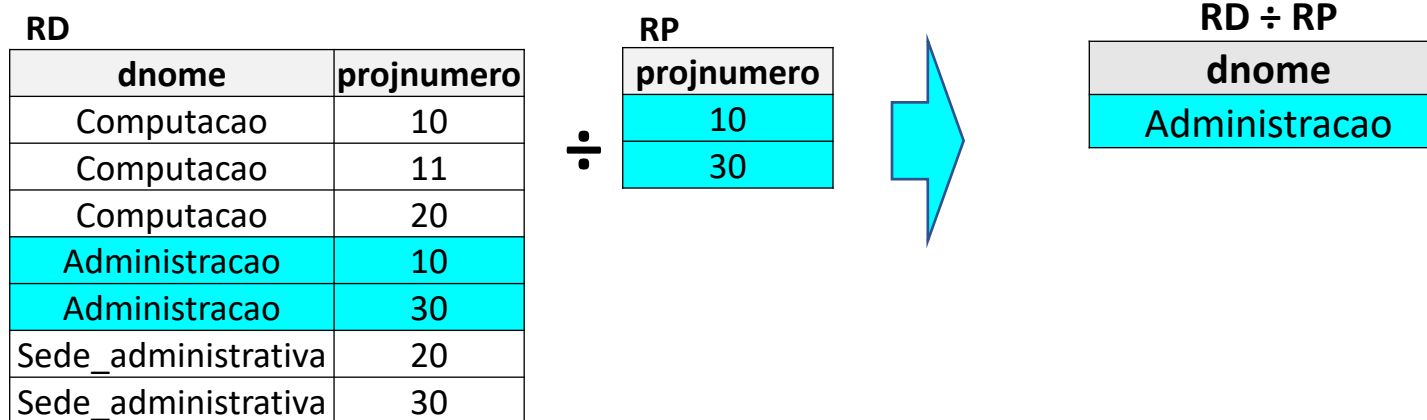 RD
dnome projnumero
Computacao 10
Computacao 11
Computacao 20
Administracao 10
Administracao 30
Sede_administrativa 20
Sede_administrativa 30
÷
RP
projnumero
10
30
RD ÷ RP
dnome
Administracao